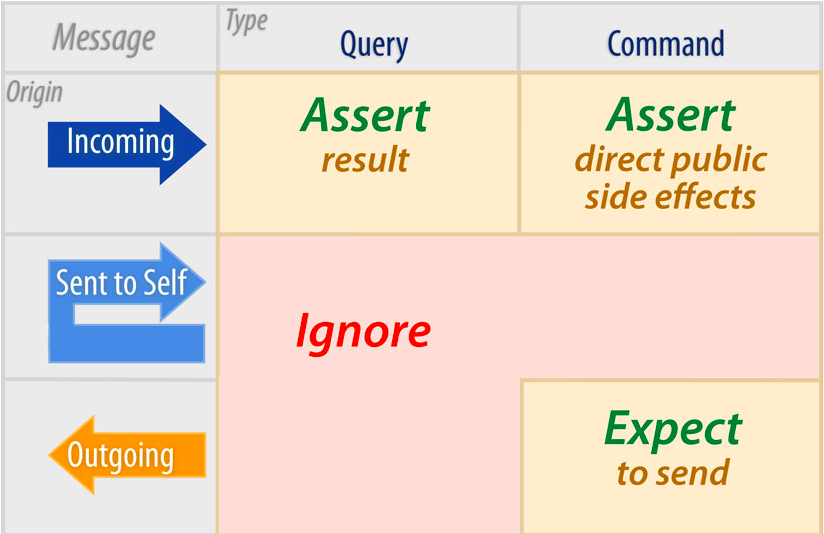 Message
Type
Query
Command
Origin
Incoming
Assert
result
Assert
direct public
side effects
Sent to Self
Ignore
Outgoing
Expect
to send